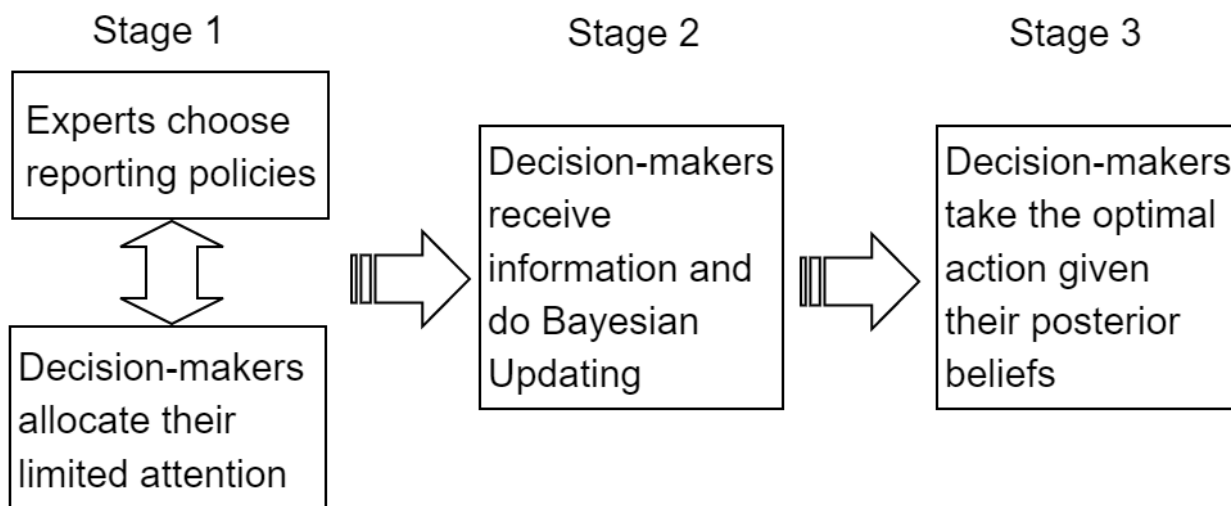 Stage 1
Experts choose
reporting policies
Decision-makers
allocate their
limited attention
Stage 2
Decision-makers
receive
information and
do Bayesian
Updating
Stage 3
Decision-makers
take the optimal
action given
their posterior
beliefs